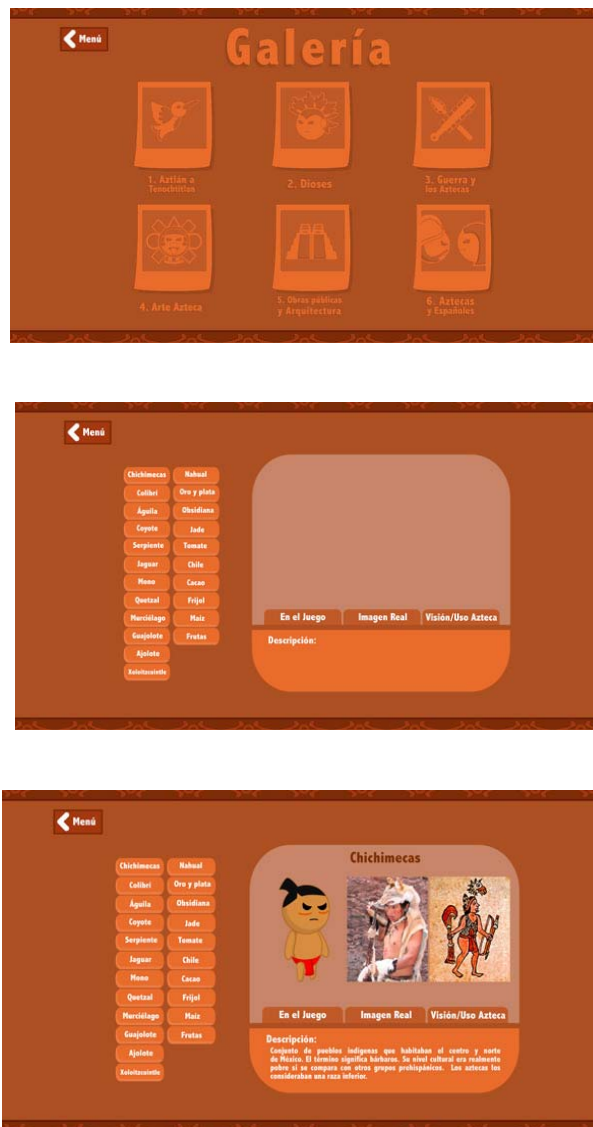 Menú
Galería
1. Aztlán a
Tenochtitlan
2. Dioses
3. Guerra y
los Aztecas
4. Arte Azteca
5. Obras públicas
y Arquitectura
6. Aztecas
y Españoles
Menú
Chichimecas Nahual
Colibrí Oro y plata
Águila Obsidiana
Coyote Jade
Serpiente Tomate
Jaguar Chile
Mono Cacao
Quetzal Frijol
Murciélago Maíz
Guajolote Frutas
Ajolote
Xoloitzcuintle
En el Juego Imagen Real Visión/Uso Azteca
Descripción:
Menú
Chichimecas
Chichimecas Nahual
Colibrí Oro y plata
Águila Obsidiana
Coyote Jade
Serpiente Tomate
Jaguar Chile
Mono Cacao
Quetzal Frijol
Murciélago Maíz
Guajolote Frutas
Ajolote
Xoloitzcuintle
En el Juego Imagen Real Visión/Uso Azteca
Descripción:
Conjunto de pueblos indígenas que habitaban el centro y norte
de México. El término significa bárbaros. Su nivel cultural era realmente
pobre si se compara con otros grupos prehispánicos. Los aztecas los
consideraban una raza inferior.